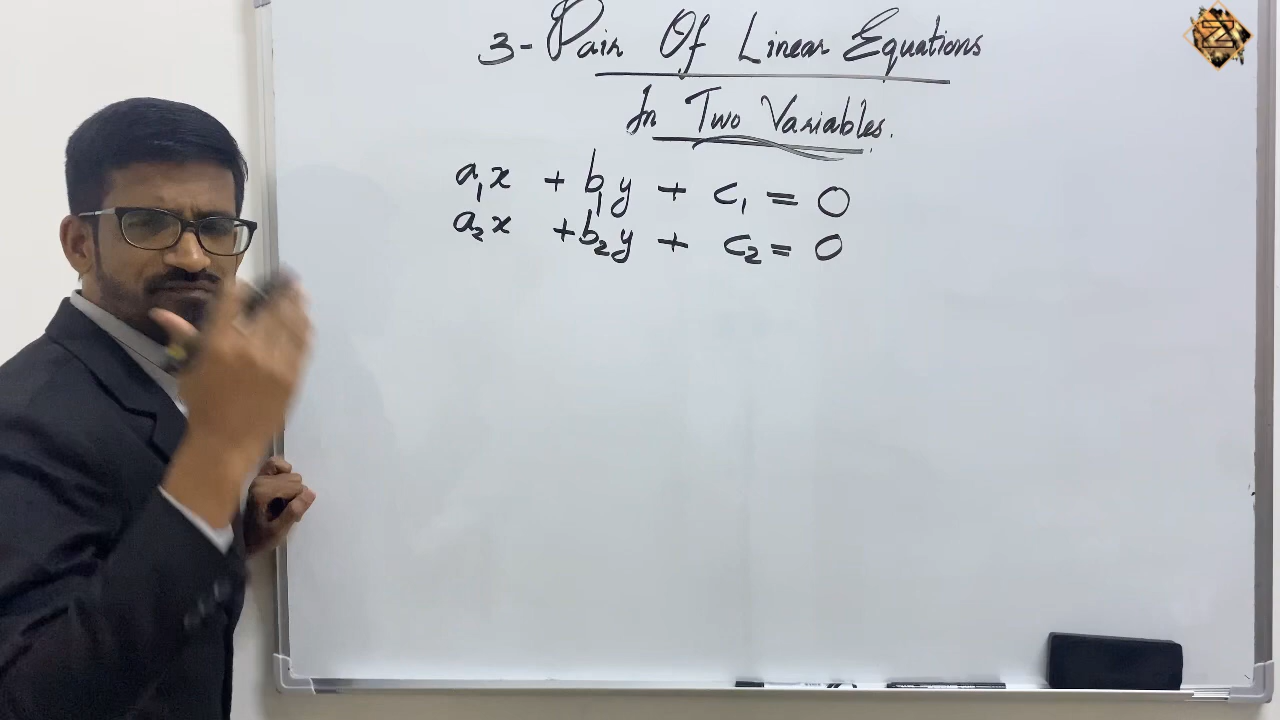 3- Pair Of Linear Equations
In Two Variables.
a₁x + b₁y + c₁ = 0
a₂x + b₂y + c₂ = 0
Z